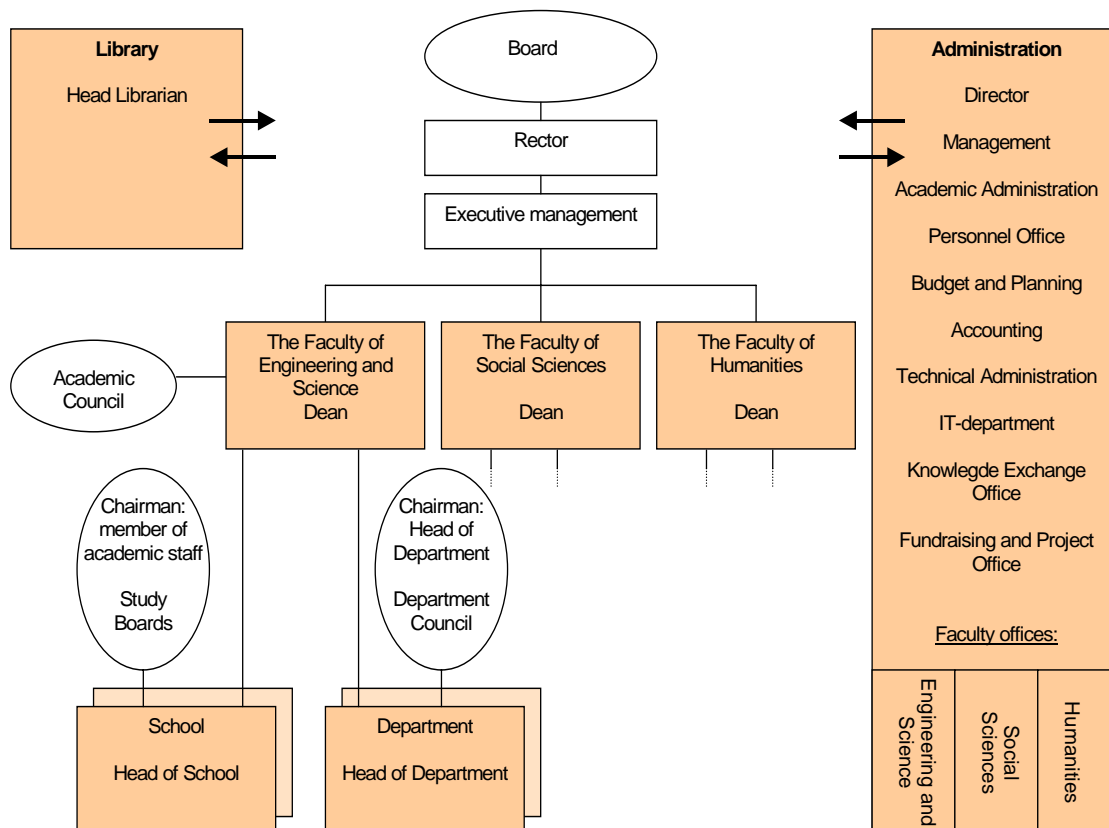 Library
Head Librarian
Board
Rector
Executive management
Administration
Director
Management
Academic Administration
Personnel Office
Budget and Planning
Accounting
Technical Administration
IT-department
Knowlegde Exchange
Office
Fundraising and Project
Office
Faculty offices:
Engineering and
Science
Social
Sciences
Humanities
The Faculty of
Engineering and
Science
Dean
The Faculty of
Social Sciences
Dean
The Faculty of
Humanities
Dean
Academic
Council
Chairman:
member of
academic staff
Study
Boards
Chairman:
Head of
Department
Department
Council
School
Head of School
Department
Head of Department